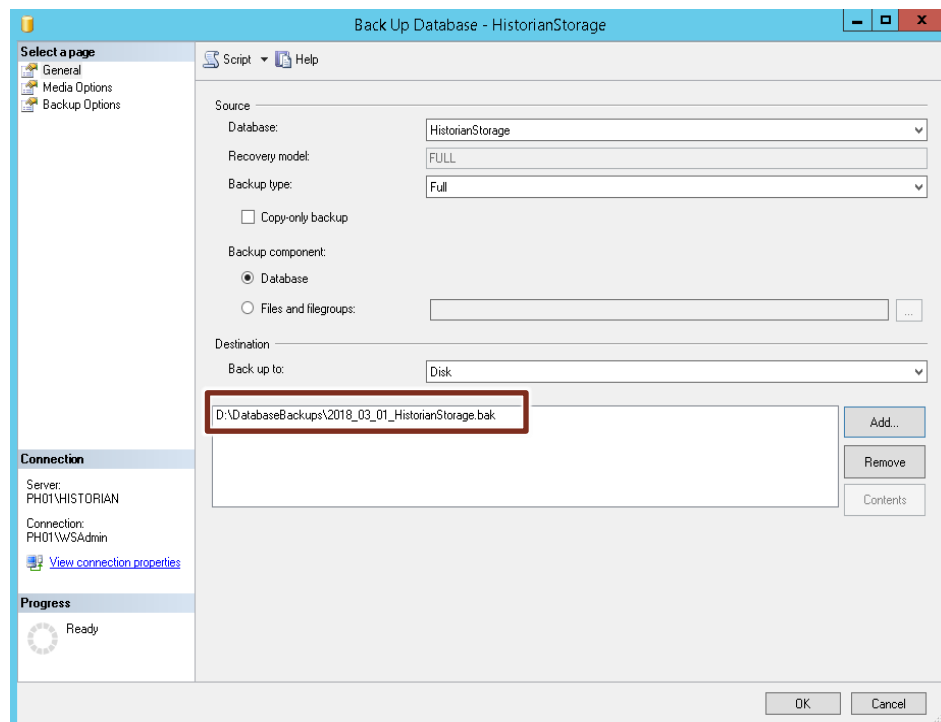 Back Up Database - HistorianStorage
Select a page
General
Media Options
Backup Options
Script
Help
Source
Database:
HistorianStorage
Recovery model:
FULL
Backup type:
Full
Copy-only backup
Backup component:
Database
Files and filegroups:
...
Destination
Back up to:
Disk
D:\DatabaseBackups\2018_03_01_HistorianStorage.bak
Add...
Remove
Contents
Connection
Server:
PH01\HISTORIAN
Connection:
PH01\WSAdmin
View connection properties
Progress
Ready
OK
Cancel